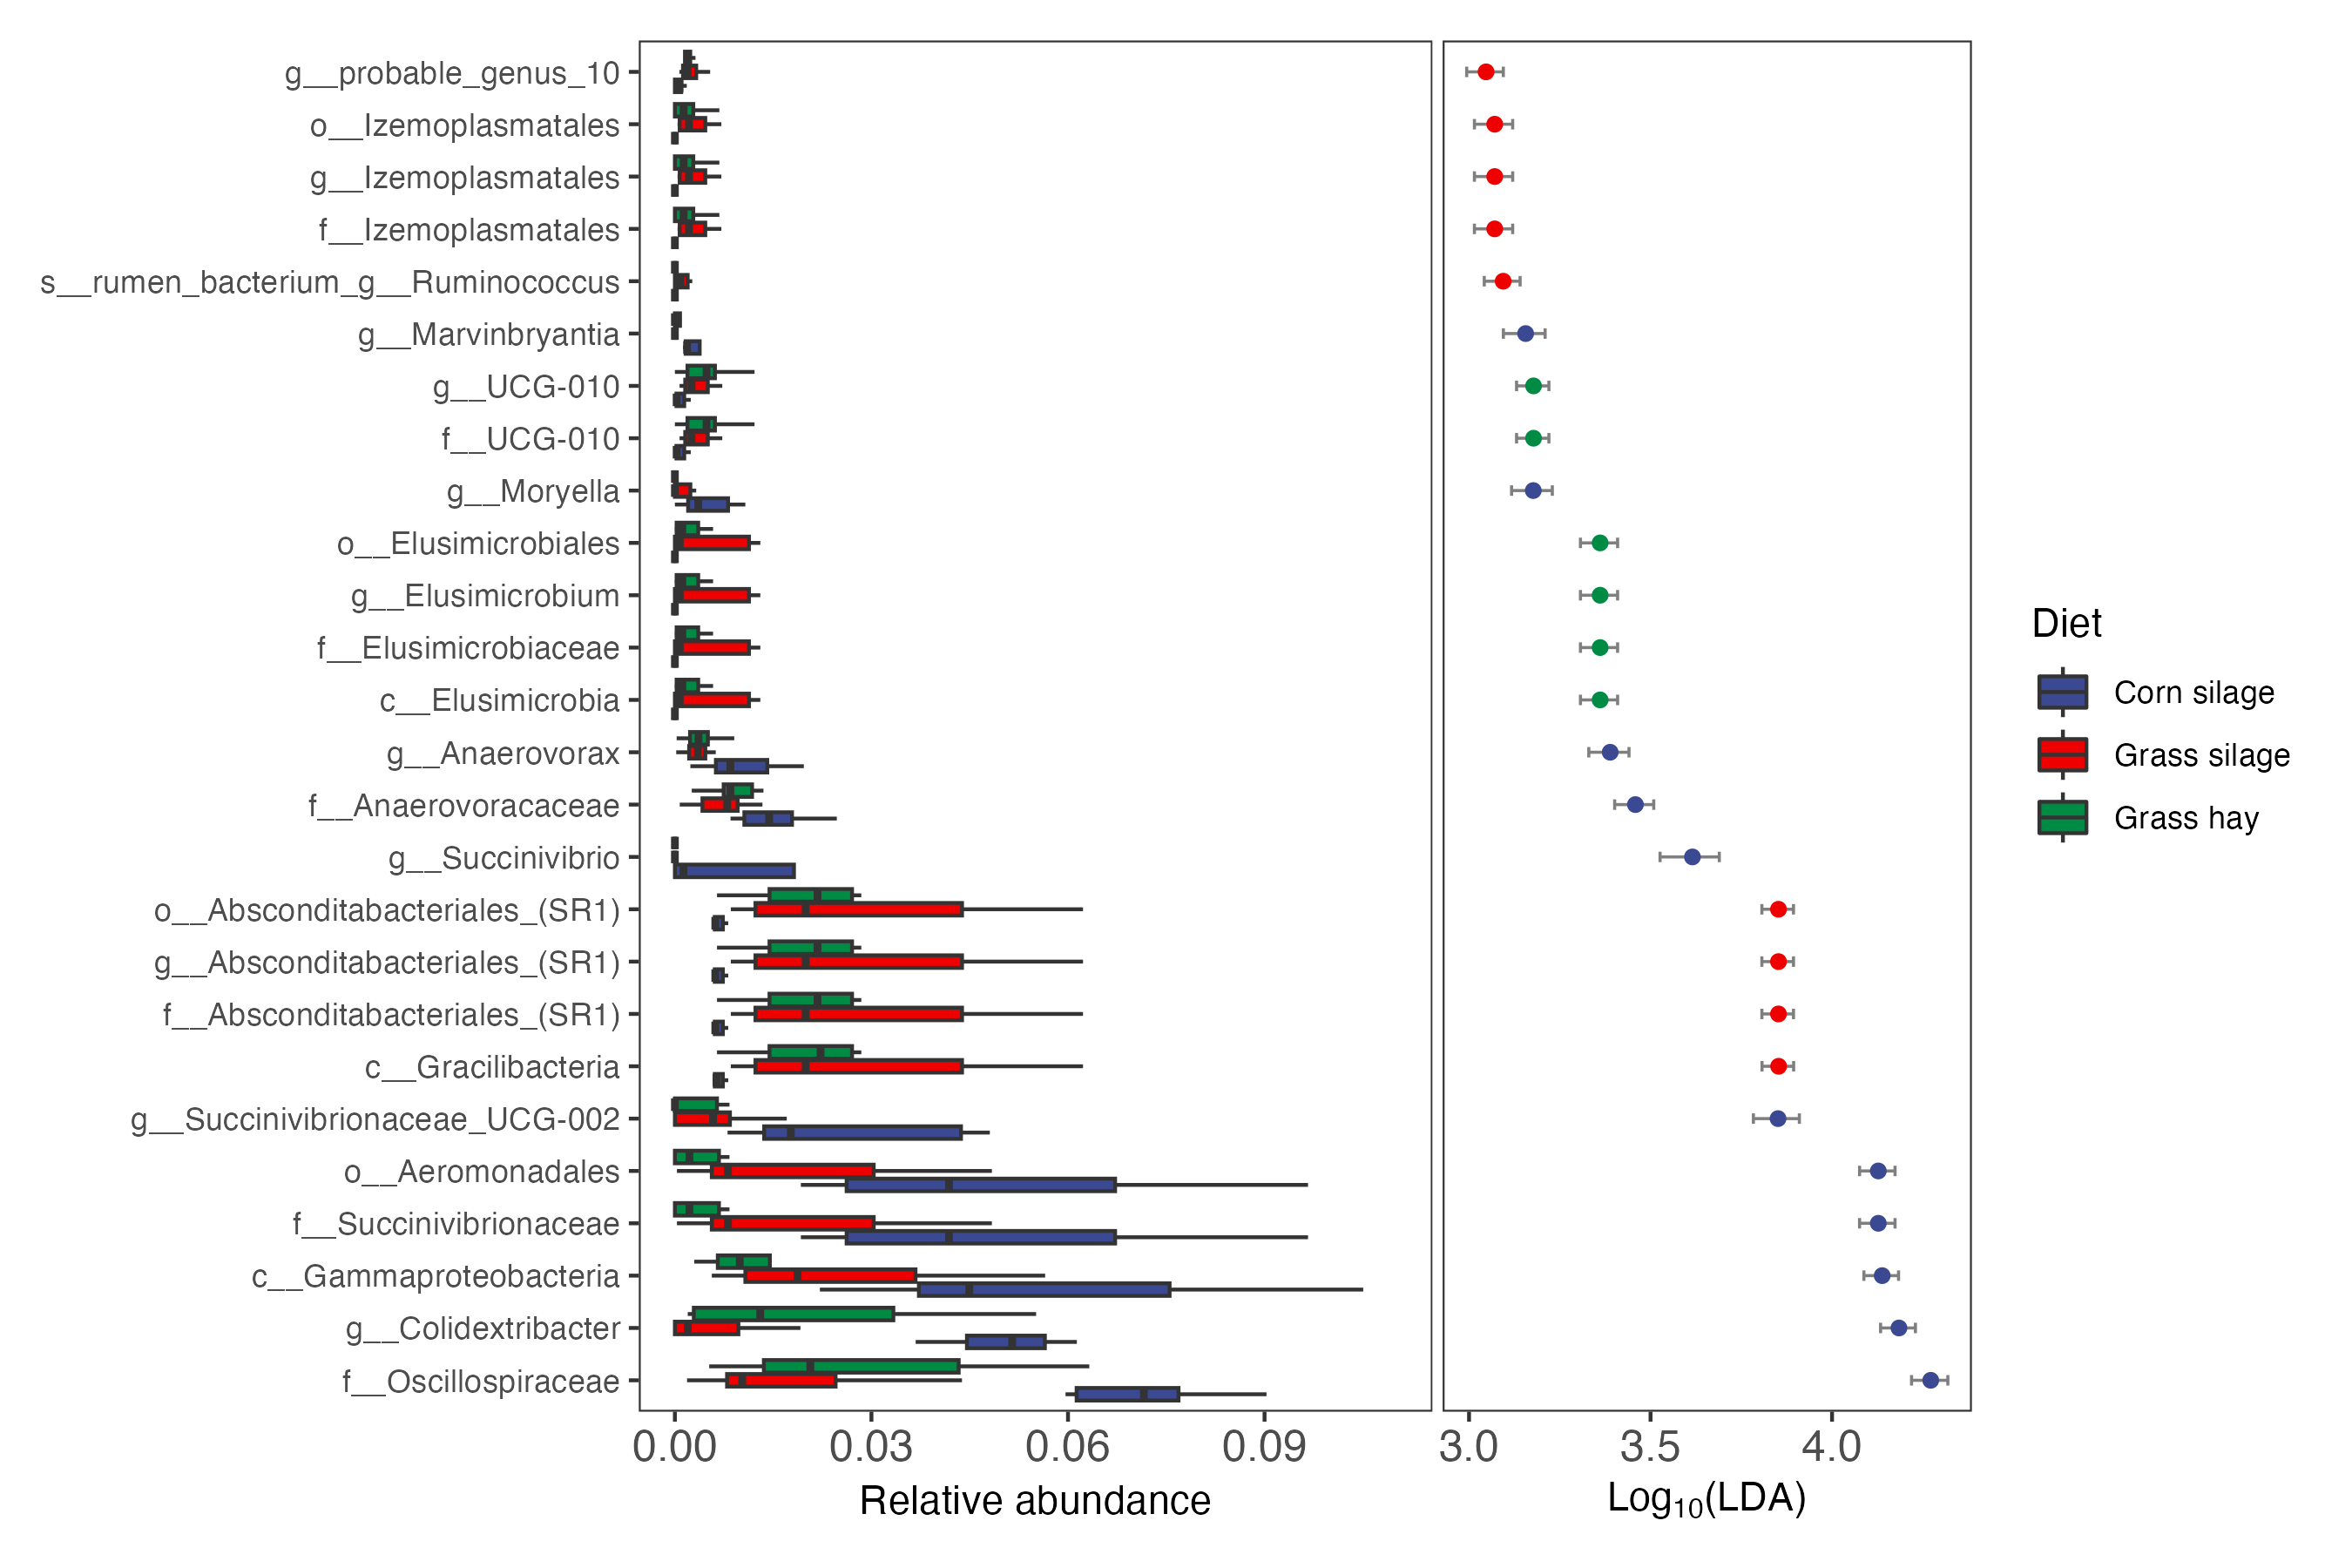 g__probable_genus_10
o__Izemoplasmatales
g__Izemoplasmatales
f__Izemoplasmatales
s__rumen_bacterium_g__Ruminococcus
g__Marvinbryantia
g__UCG-010
f__UCG-010
g__Moryella
o__Elusimicrobiales
g__Elusimicrobium
f__Elusimicrobiaceae
c__Elusimicrobia
g__Anaerovorax
f__Anaerovoracaceae
g__Succinivibrio
o__Absconditabacteriales_(SR1)
g__Absconditabacteriales_(SR1)
f__Absconditabacteriales_(SR1)
c__Gracilibacteria
g__Succinivibrionaceae_UCG-002
o__Aeromonadales
f__Succinivibrionaceae
c__Gammaproteobacteria
g__Colidextribacter
f__Oscillospiraceae
0.00 0.03 0.06 0.09
Relative abundance
3.0 3.5 4.0
Log10(LDA)
Diet
Corn silage
Grass silage
Grass hay